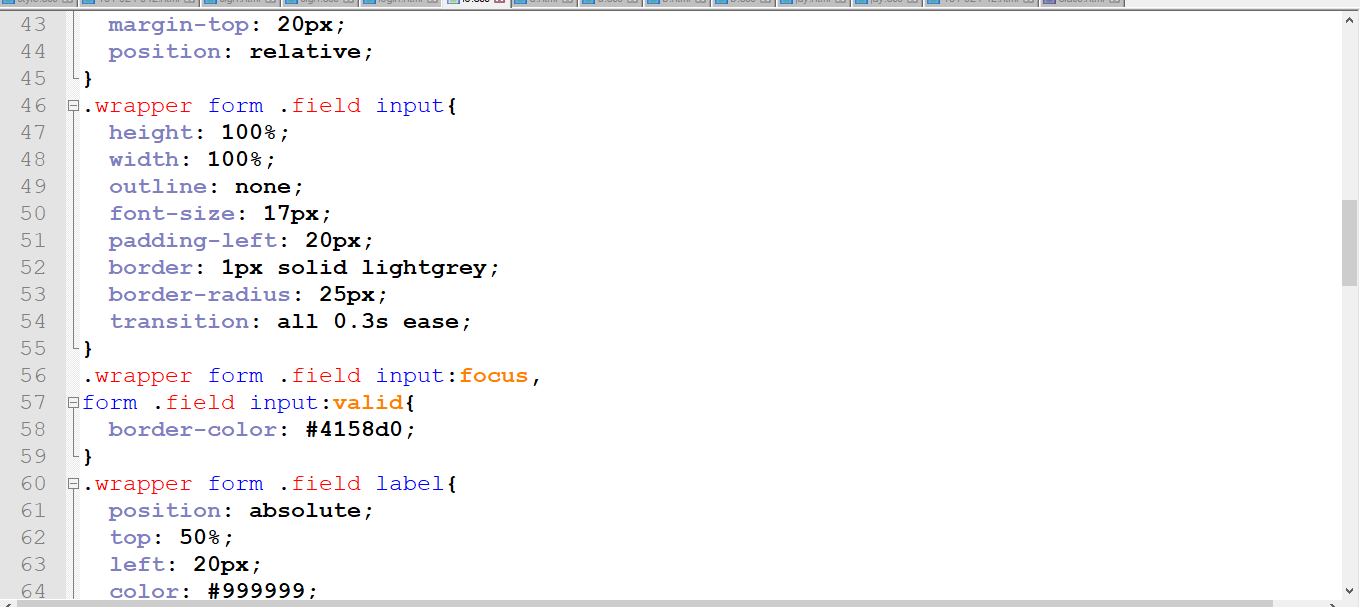 43 margin-top: 20px;
44 position: relative;
45 }
46 .wrapper form .field input{
47 height: 100%;
48 width: 100%;
49 outline: none;
50 font-size: 17px;
51 padding-left: 20px;
52 border: 1px solid lightgrey;
53 border-radius: 25px;
54 transition: all 0.3s ease;
55 }
56 .wrapper form .field input:focus,
57 form .field input:valid{
58 border-color: #4158d0;
59 }
60 .wrapper form .field label{
61 position: absolute;
62 top: 50%;
63 left: 20px;
64 color: #999999;